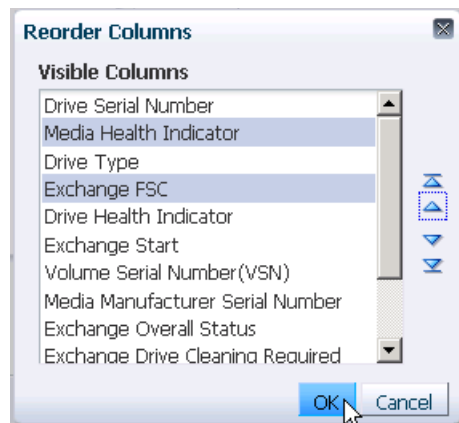 Reorder Columns
Visible Columns
Drive Serial Number
Media Health Indicator
Drive Type
Exchange FSC
Drive Health Indicator
Exchange Start
Volume Serial Number(VSN)
Media Manufacturer Serial Number
Exchange Overall Status
Exchange Drive Cleaning Required
OK Cancel